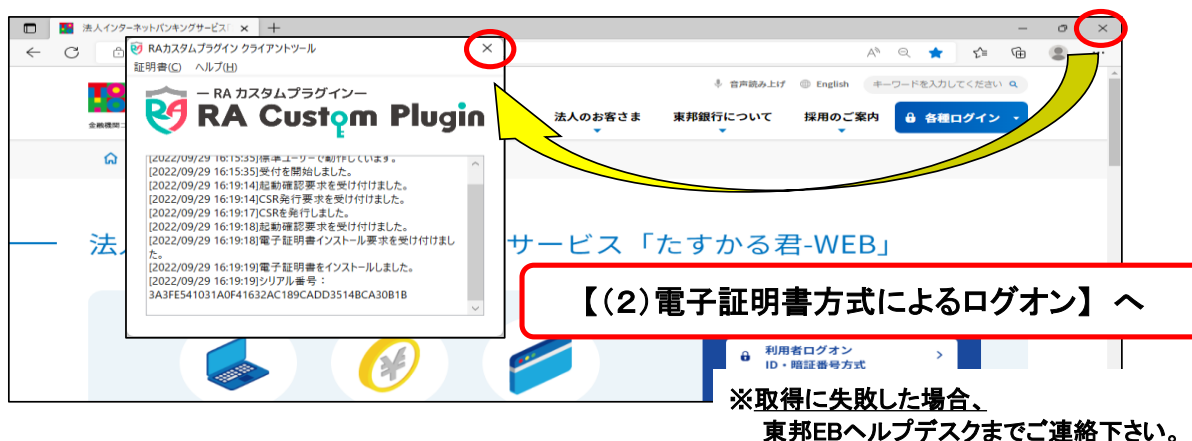 法人インターネットバンキングサービス
RAカスタムプラグイン クライアントツール
証明書(C) ヘルプ(H)
ー RA カスタムプラグインー
RA Custom Plugin
[2022/09/29 16:15:35]標準ユーザーで動作しています。
[2022/09/29 16:15:35]受付を開始しました。
[2022/09/29 16:19:14]起動確認要求を受け付けました。
[2022/09/29 16:19:14]CSR発行要求を受け付けました。
[2022/09/29 16:19:17]CSRを発行しました。
[2022/09/29 16:19:18]起動確認要求を受け付けました。
[2022/09/29 16:19:18]電子証明書インストール要求を受け付けまし
た。
[2022/09/29 16:19:19]電子証明書をインストールしました。
[2022/09/29 16:19:19]シリアル番号：
3A3FE541031A0F41632AC189CADD3514BCA30B1B
音声読み上げ English キーワードを入力してください
法人のお客さま 東邦銀行について 採用のご案内 各種ログイン
金融機関コ
法 サービス「たすかる君-WEB」
【(2)電子証明書方式によるログオン】 へ
利用者ログオン
ID・暗証番号方式
※取得に失敗した場合、
東邦EBヘルプデスクまでご連絡下さい。